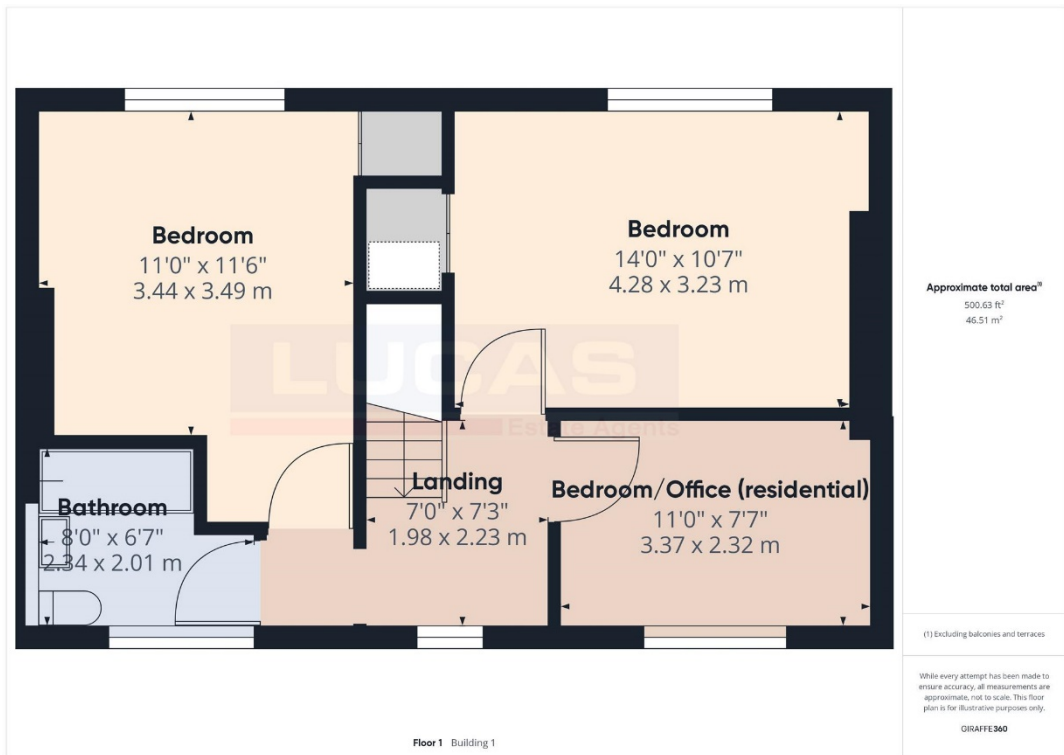 Bedroom
11'0" x 11'6"
3.44 x 3.49 m
Bedroom
14'0" x 10'7"
4.28 x 3.23 m
LUCAS
Estate Agents
Bathroom
8'0" x 6'7"
2.34 x 2.01 m
Landing
7'0" x 7'3"
1.98 x 2.23 m
Bedroom/Office (residential)
11'0" x 7'7"
3.37 x 2.32 m
Floor 1 Building 1
Approximate total area⁽¹⁾
500.63 ft²
46.51 m²
(1) Excluding balconies and terraces
While every attempt has been made to
ensure accuracy, all measurements are
approximate, not to scale. This floor
plan is for illustrative purposes only.
GIRAFFE360